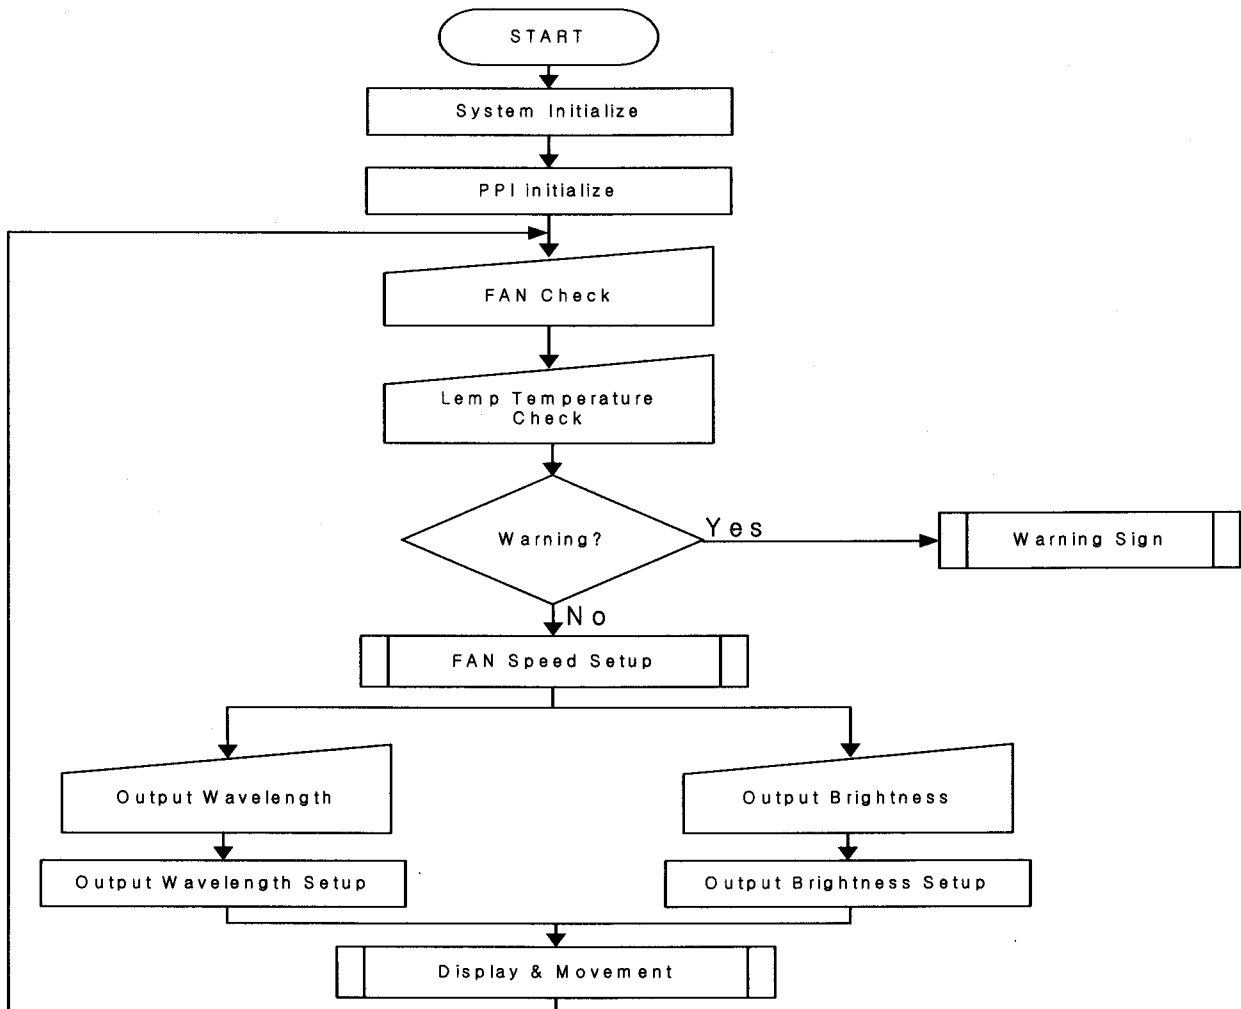 START
System Initialize
PPI initialize
FAN Check
Lemp Temperature
Check
Warning?
Yes
Warning Sign
No
FAN Speed Setup
Output Wavelength
Output Brightness
Output Wavelength Setup
Output Brightness Setup
Display & Movement